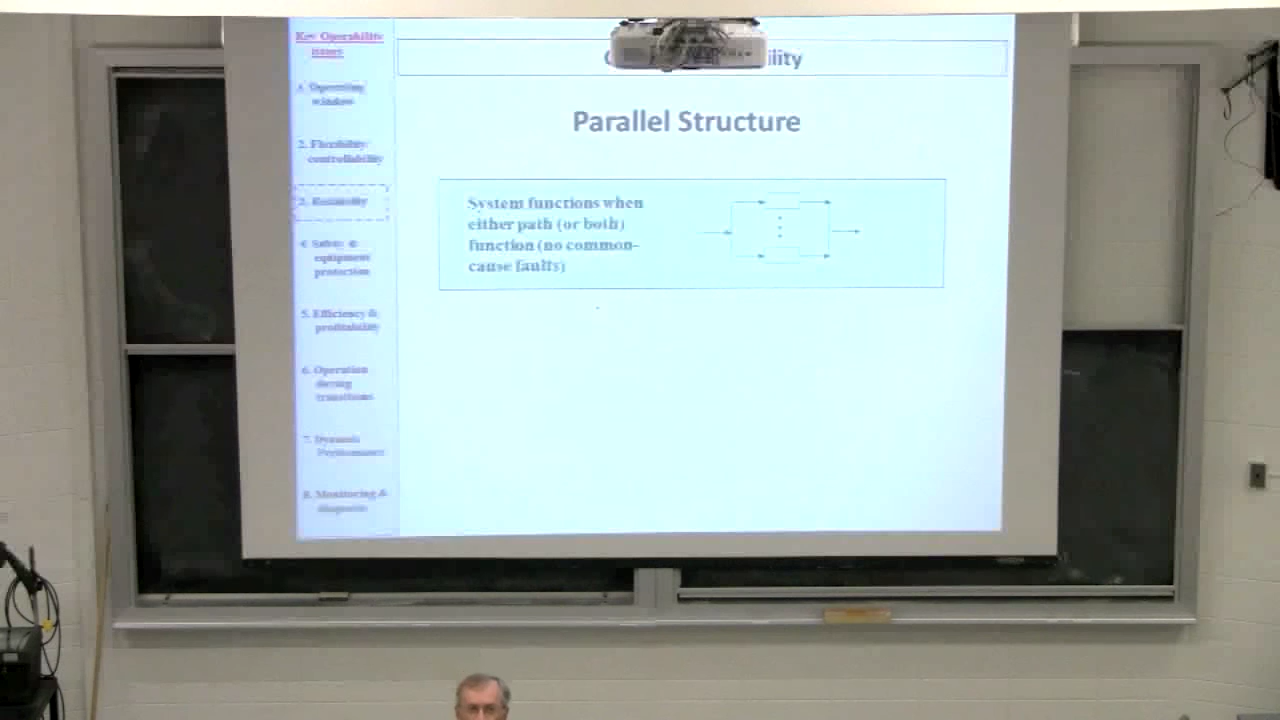 Key Operability
issues
1. Operating
window
2. Flexibility/
controllability
3. Reliability
4. Safety &
equipment
protection
5. Efficiency &
profitability
6. Operation
during
transitions
7. Dynamic
Performance
8. Monitoring &
diagnosis
ility
Parallel Structure
System functions when
either path (or both)
function (no common-
cause faults)